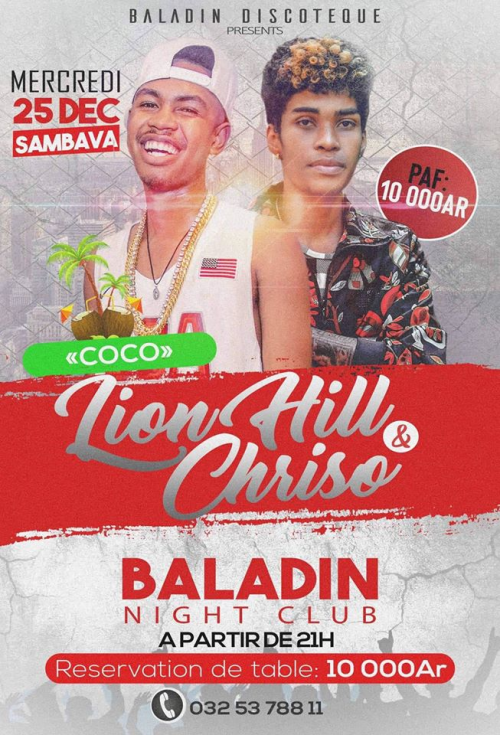 BALADIN DISCOTEQUE
PRESENTS
MERCREDI
25 DEC
SAMBAVA
PAF:
10 000AR
«COCO»
Lion Hill
& Chriso
BALADIN
NIGHT CLUB
A PARTIR DE 21H
Reservation de table: 10 000Ar
032 53 788 11